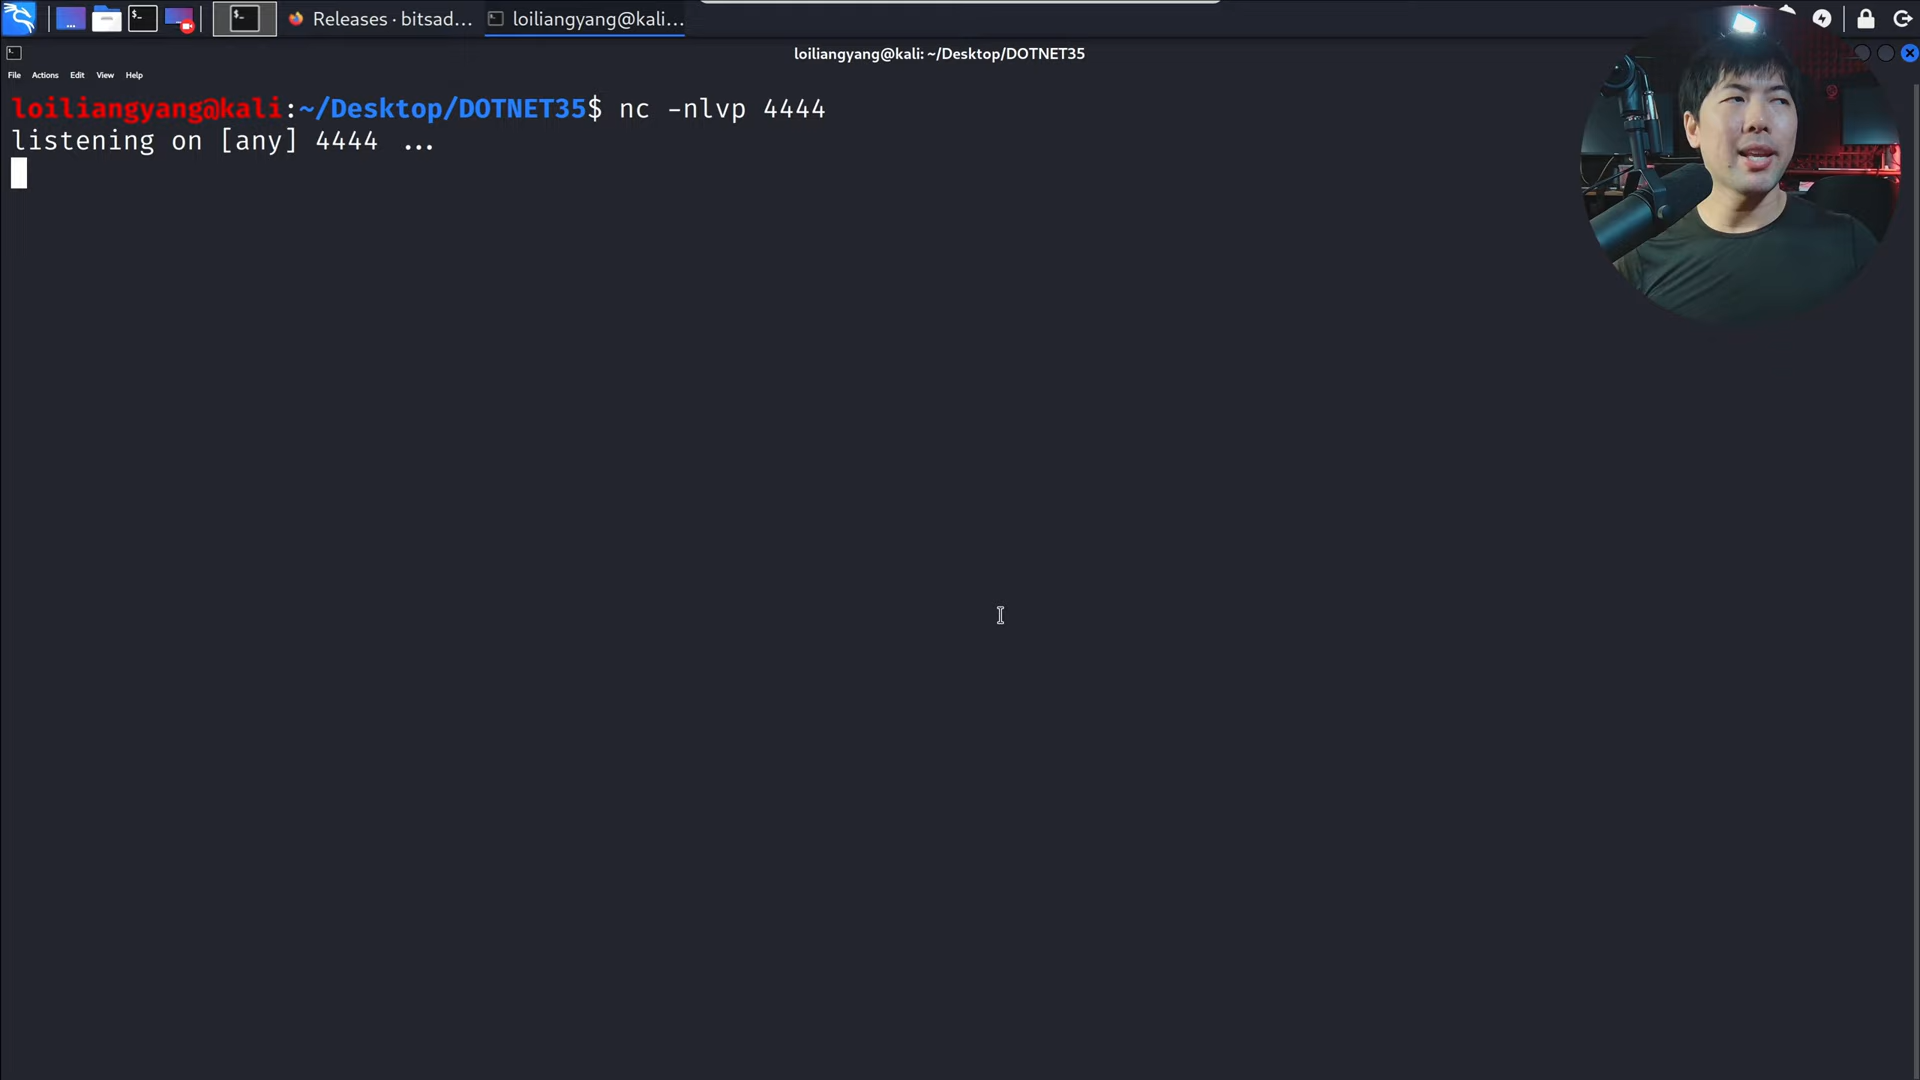 Releases · bitsad...
loiliangyang@kali...
loiliangyang@kali: ~/Desktop/DOTNET35
File Actions Edit View Help
loiliangyang@kali:~/Desktop/DOTNET35$ nc -nlvp 4444
listening on [any] 4444 ...